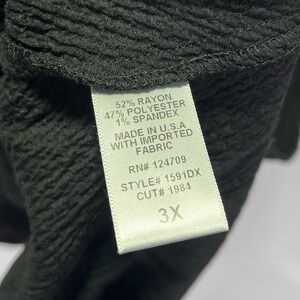 52% RAYON
47% POLYESTER
1% SPANDEX
MADE IN U.S.A
WITH IMPORTED
FABRIC
RN# 124709
STYLE# 1591DX
CUT# 1984
3X